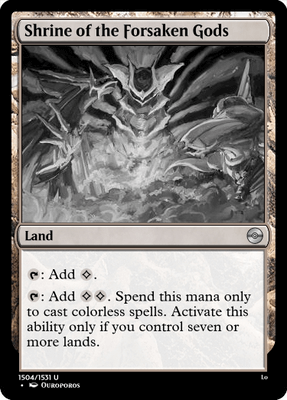 Shrine of the Forsaken Gods
Land
: Add .
: Add . Spend this mana only
to cast colorless spells. Activate this
ability only if you control seven or
more lands.
1504/1531 U
Lo
• Ouroporos